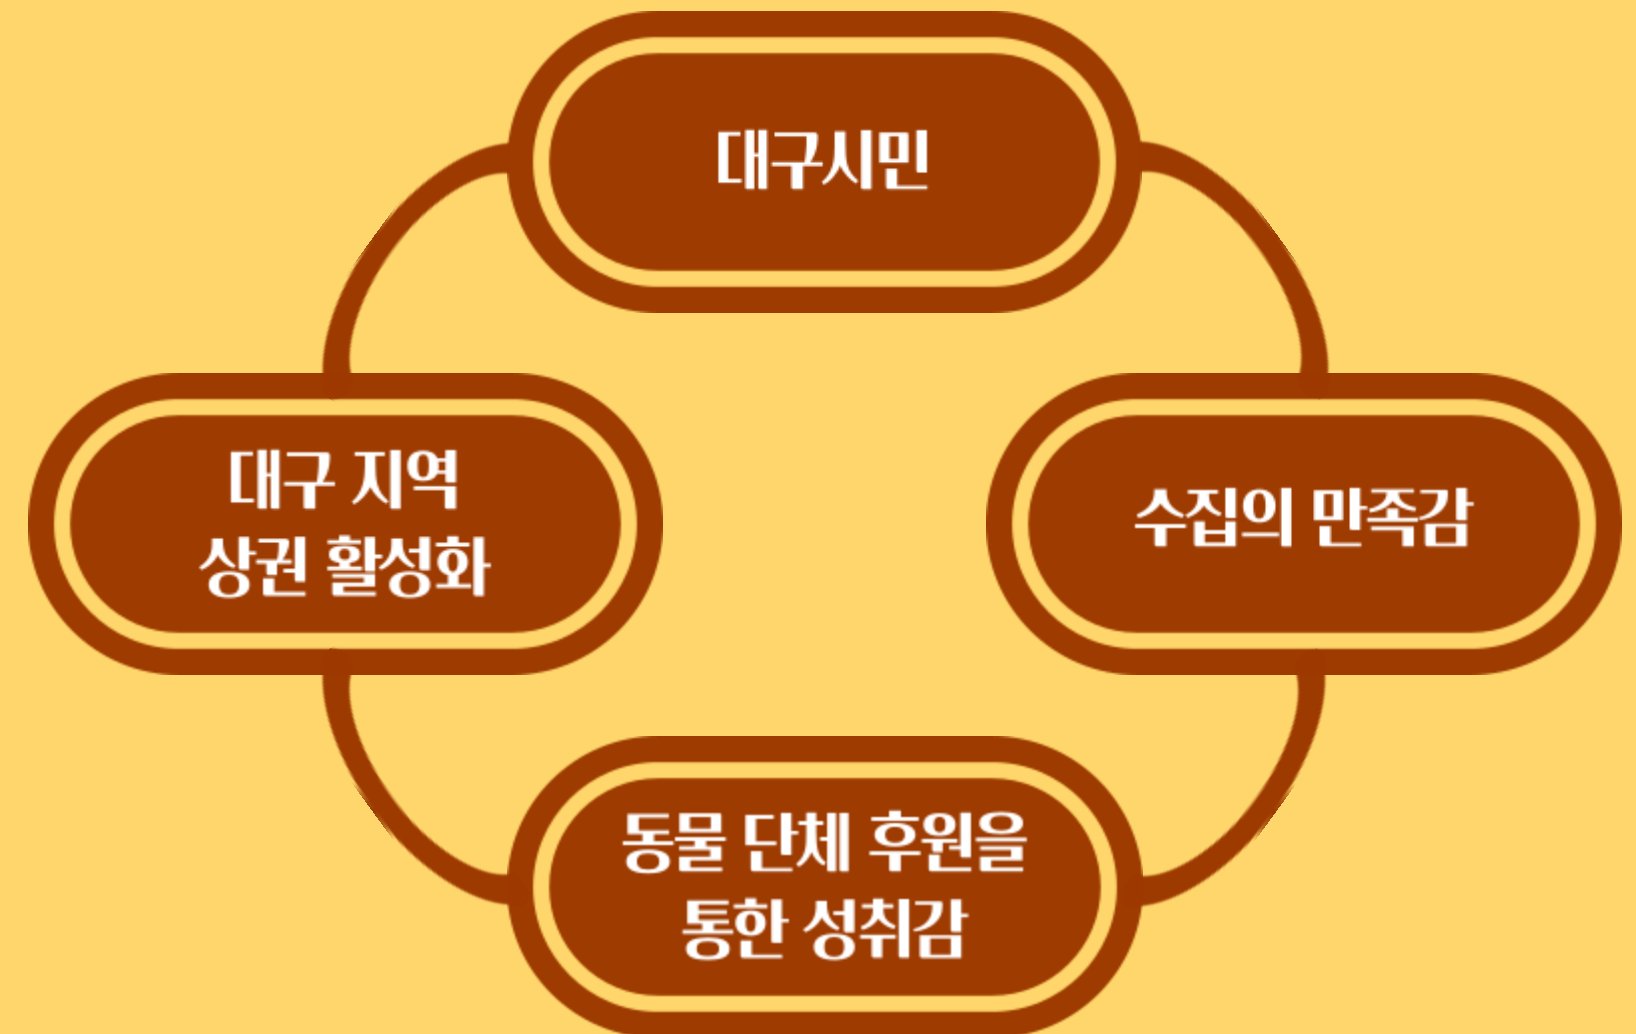 대구시민
대구 지역
상권 활성화
수집의 만족감
동물 단체 후원을
통한 성취감